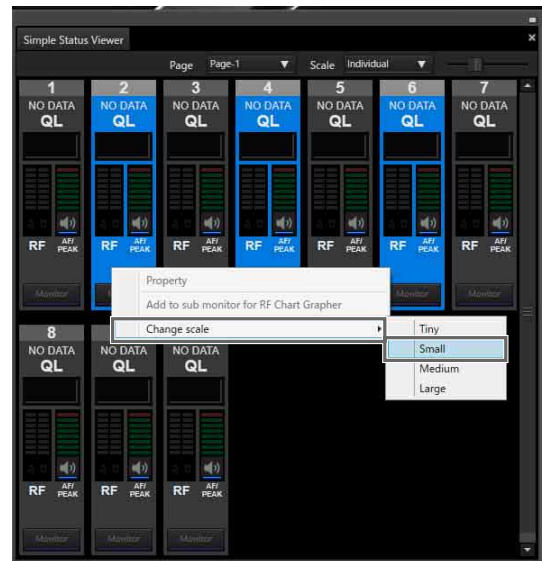 Simple Status Viewer
Page Page-1 Scale Individual
1 2 3 4 5 6 7
NO DATA NO DATA NO DATA NO DATA NO DATA NO DATA NO DATA
QL QL QL QL QL QL QL
RF AF/PEAK RF AF/PEAK RF AF/PEAK RF AF/PEAK RF AF/PEAK RF AF/PEAK RF AF/PEAK
Monitor Monitor Monitor
Property
Add to sub monitor for RF Chart Grapher
Change scale
Tiny
Small
Medium
Large
8
NO DATA NO DATA NO DATA
QL QL QL
RF AF/PEAK RF AF/PEAK RF AF/PEAK
Monitor Monitor Monitor